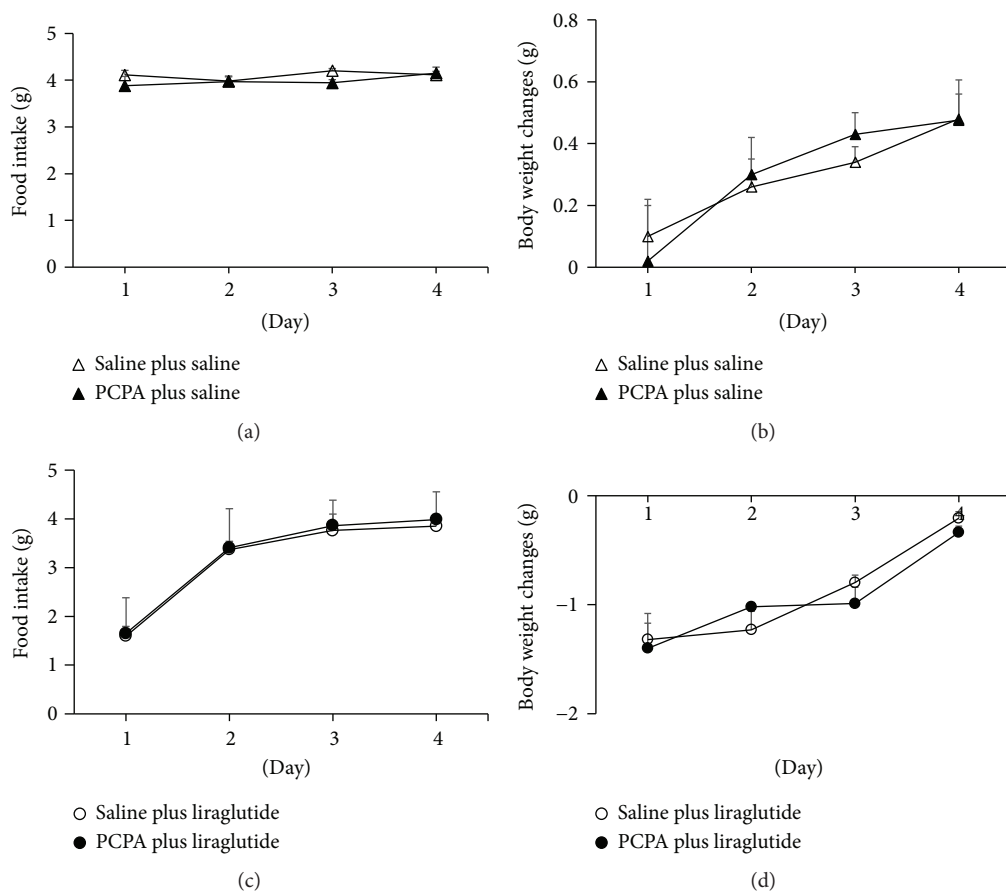 5
4
3
2
1
0
Food intake (g)
1 2 3 4
(Day)
△ Saline plus saline
▲ PCPA plus saline
(a)
0.8
0.6
0.4
0.2
0
Body weight changes (g)
1 2 3 4
(Day)
△ Saline plus saline
▲ PCPA plus saline
(b)
5
4
3
2
1
0
Food intake (g)
1 2 3 4
(Day)
○ Saline plus liraglutide
● PCPA plus liraglutide
(c)
0
−1
−2
Body weight changes (g)
1 2 3 4
(Day)
○ Saline plus liraglutide
● PCPA plus liraglutide
(d)